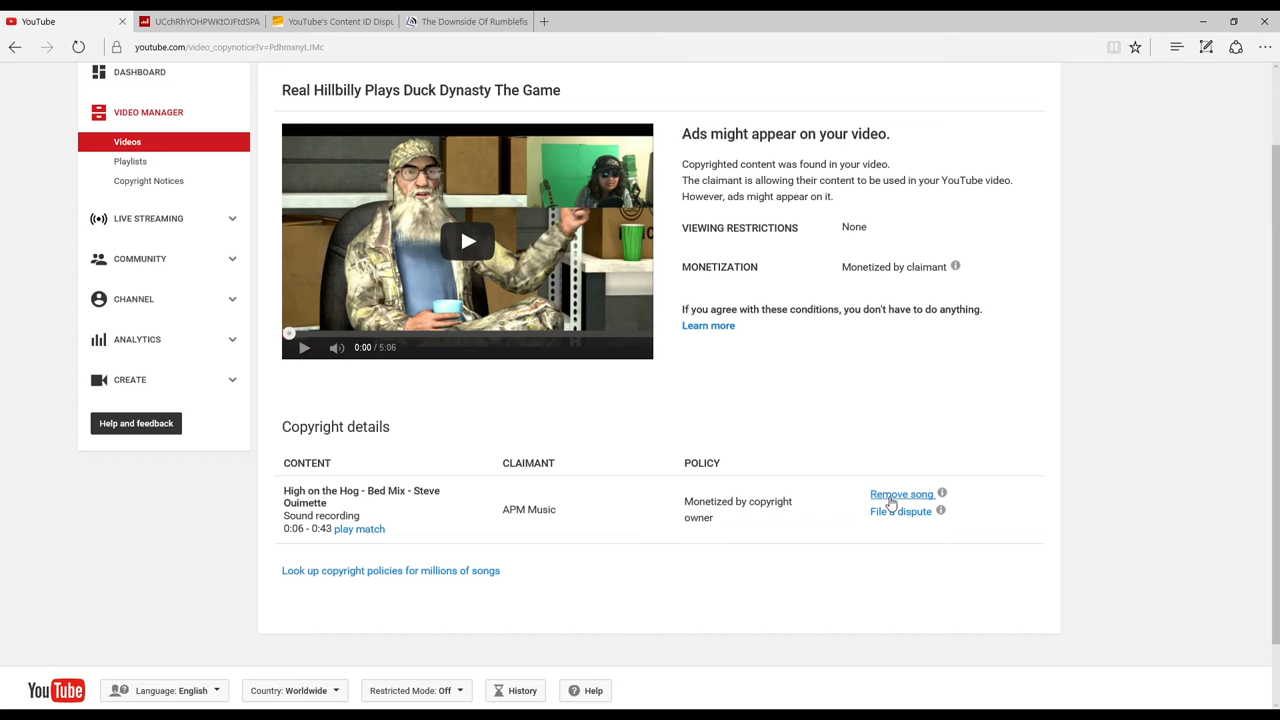 YouTube
UCchRhYOHPWKtOJFtdSPA
YouTube's Content ID Dispu
The Downside Of Rumblefis
youtube.com/video_copynotice?v=PdhmxnyLJMc
DASHBOARD
VIDEO MANAGER
Videos
Playlists
Copyright Notices
LIVE STREAMING
COMMUNITY
CHANNEL
ANALYTICS
CREATE
Help and feedback
Real Hillbilly Plays Duck Dynasty The Game
0:00 / 5:06
Ads might appear on your video.
Copyrighted content was found in your video.
The claimant is allowing their content to be used in your YouTube video.
However, ads might appear on it.
VIEWING RESTRICTIONS None
MONETIZATION Monetized by claimant
If you agree with these conditions, you don't have to do anything.
Learn more
Copyright details
CONTENT CLAIMANT POLICY
High on the Hog - Bed Mix - Steve
Ouimette
Sound recording
0:06 - 0:43 play match
APM Music
Monetized by copyright
owner
Remove song
File a dispute
Look up copyright policies for millions of songs
YouTube
Language: English
Country: Worldwide
Restricted Mode: Off
History
Help